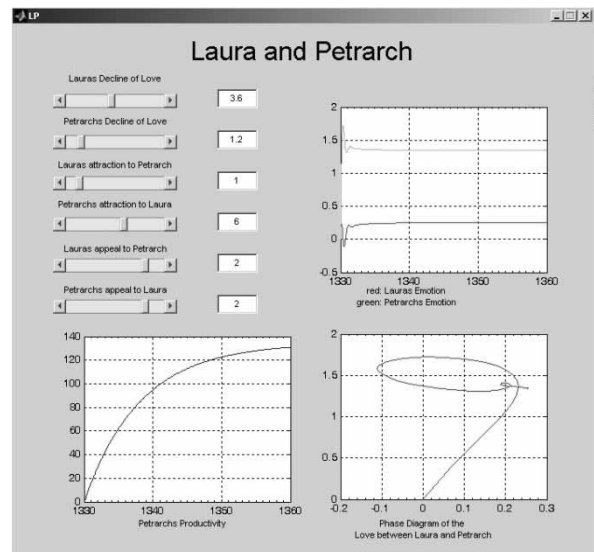 LP
Laura and Petrarch
Lauras Decline of Love
3.6
Petrarchs Decline of Love
1.2
Lauras attraction to Petrarch
1
Petrarchs attraction to Laura
6
Lauras appeal to Petrarch
2
Petrarchs appeal to Laura
2
2
1.5
1
0.5
0
-0.5
1330 1340 1350 1360
red: Lauras Emotion
green: Petrarchs Emotion
140
120
100
80
60
40
20
0
1330 1340 1350 1360
Petrarchs Productivity
2
1.5
1
0.5
0
-0.2 -0.1 0 0.1 0.2 0.3
Phase Diagram of the
Love between Laura and Petrarch